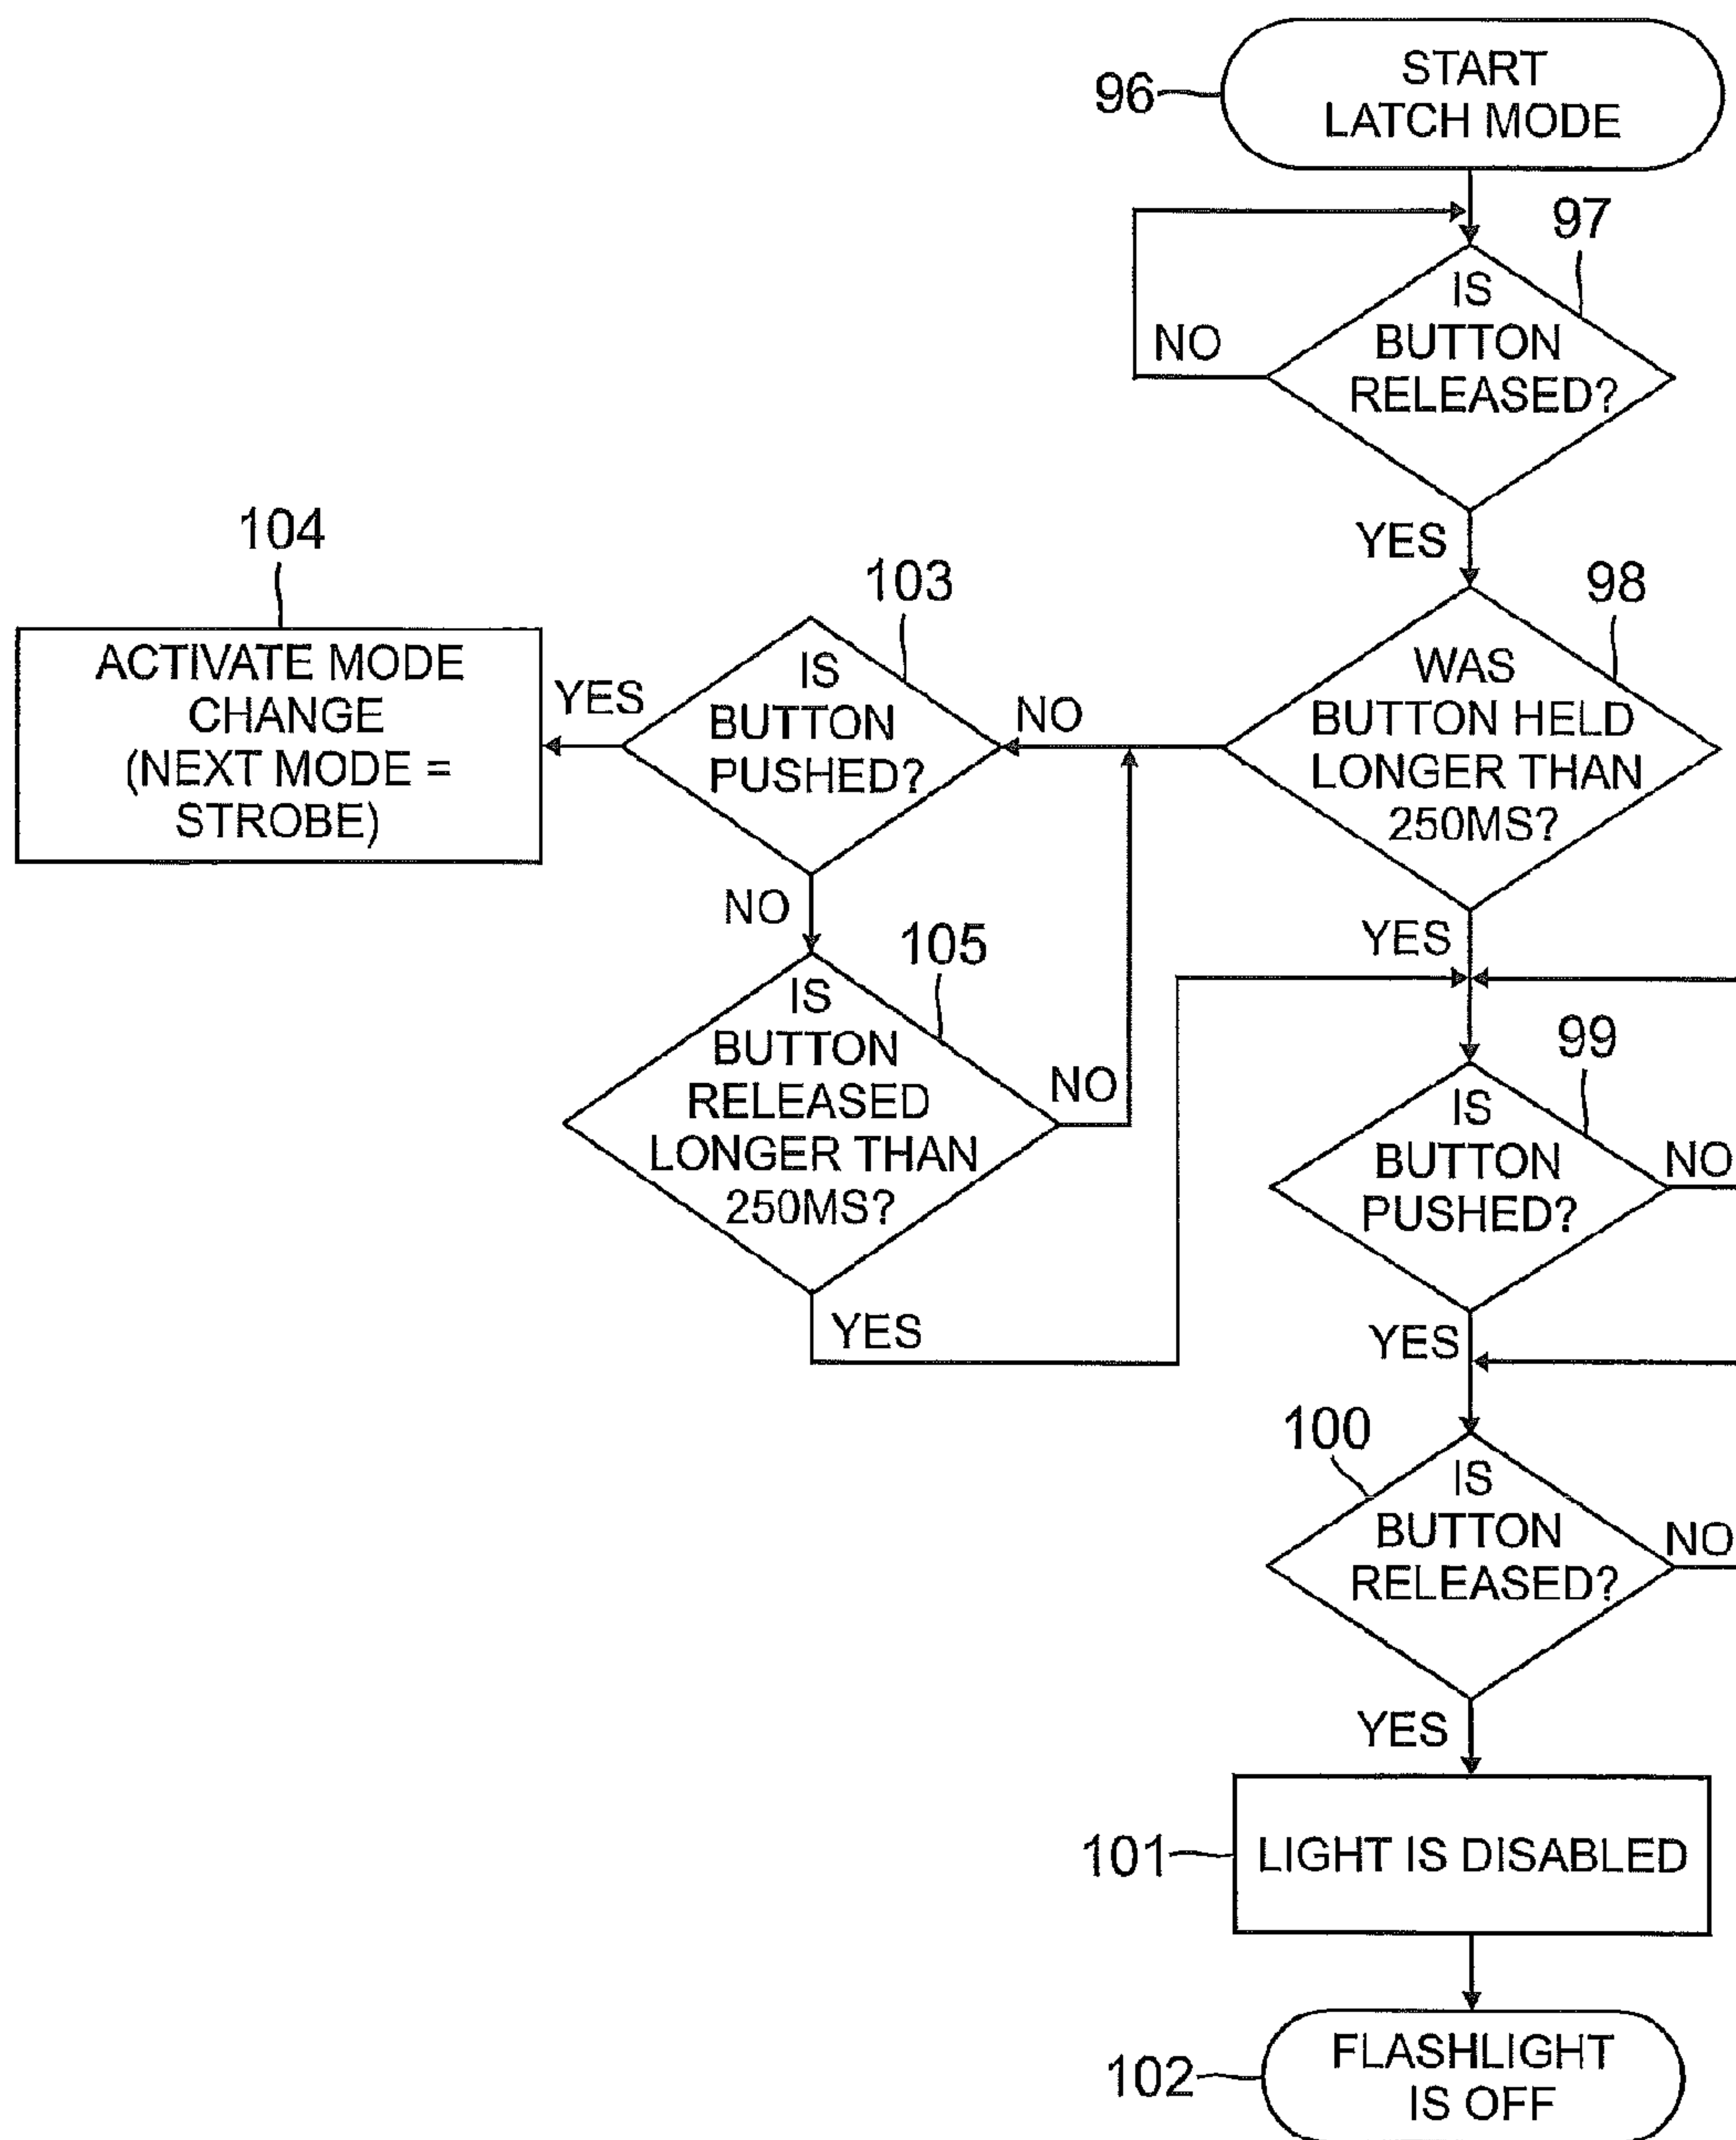 96
START
LATCH MODE
97
IS
BUTTON
RELEASED?
NO
YES
98
WAS
BUTTON HELD
LONGER THAN
250MS?
NO
YES
103
IS
BUTTON
PUSHED?
YES
NO
104
ACTIVATE MODE
CHANGE
(NEXT MODE =
STROBE)
105
IS
BUTTON
RELEASED
LONGER THAN
250MS?
NO
YES
99
IS
BUTTON
PUSHED?
NO
YES
100
IS
BUTTON
RELEASED?
NO
YES
101
LIGHT IS DISABLED
102
FLASHLIGHT
IS OFF